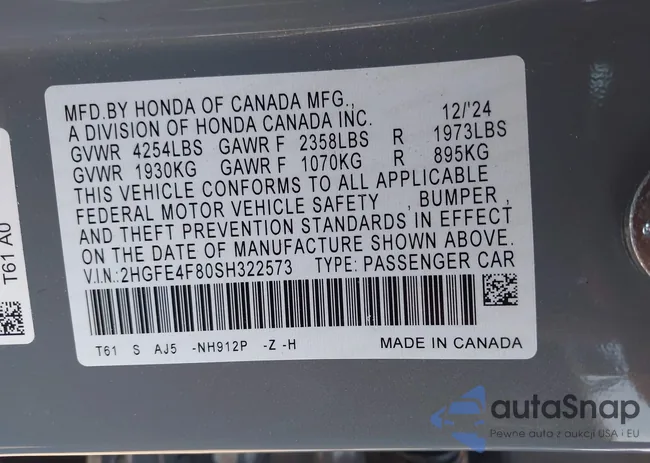 MFD.BY HONDA OF CANADA MFG., 12/'24
A DIVISION OF HONDA CANADA INC.
GVWR 4254LBS GAWR F 2358LBS R 1973LBS
GVWR 1930KG GAWR F 1070KG R 895KG
THIS VEHICLE CONFORMS TO ALL APPLICABLE
FEDERAL MOTOR VEHICLE SAFETY , BUMPER ,
AND THEFT PREVENTION STANDARDS IN EFFECT
ON THE DATE OF MANUFACTURE SHOWN ABOVE.
V.I.N.:2HGFE4F80SH322573 TYPE:PASSENGER CAR
T61 S AJ5 -NH912P -Z -H MADE IN CANADA
T61 A0
autaSnap
Pewne auto z aukcji USA i EU